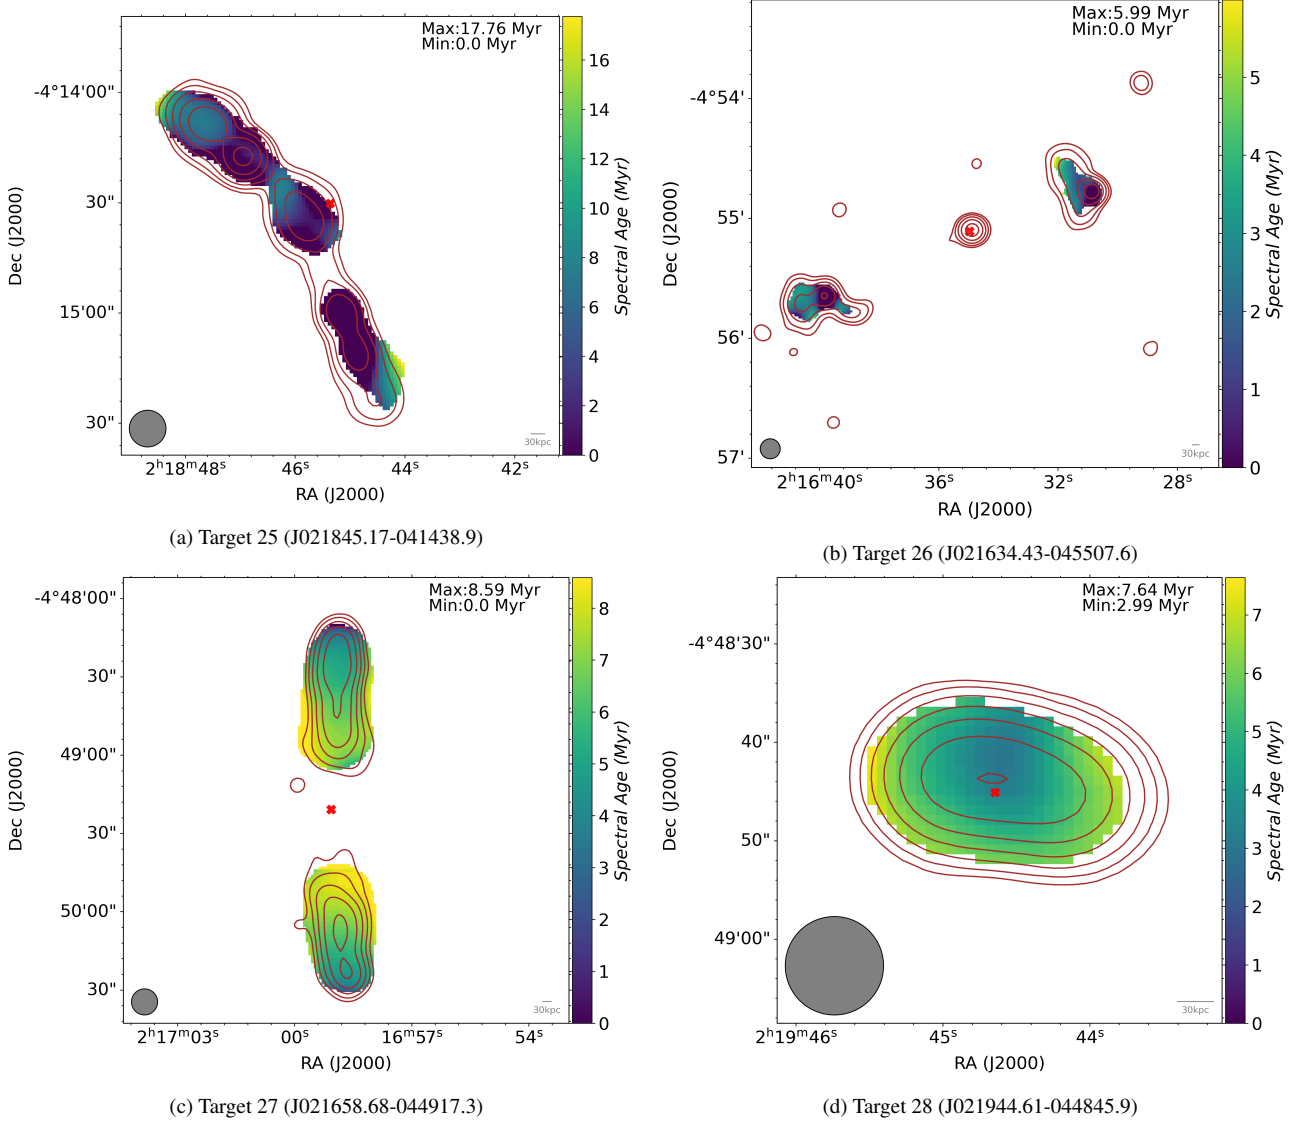 Max:17.76 Myr
Min:0.0 Myr
-4°14'00"
30"
15'00"
30"
Dec (J2000)
2ʰ18ᵐ48ˢ
46ˢ
44ˢ
42ˢ
RA (J2000)
30kpc
16
14
12
10
8
6
4
2
0
Spectral Age (Myr)
(a) Target 25 (J021845.17-041438.9)
Max:5.99 Myr
Min:0.0 Myr
-4°54'
55'
56'
57'
Dec (J2000)
2ʰ16ᵐ40ˢ
36ˢ
32ˢ
28ˢ
RA (J2000)
30kpc
5
4
3
2
1
0
Spectral Age (Myr)
(b) Target 26 (J021634.43-045507.6)
Max:8.59 Myr
Min:0.0 Myr
-4°48'00"
30"
49'00"
30"
50'00"
30"
Dec (J2000)
2ʰ17ᵐ03ˢ
00ˢ
16ᵐ57ˢ
54ˢ
RA (J2000)
30kpc
8
7
6
5
4
3
2
1
0
Spectral Age (Myr)
(c) Target 27 (J021658.68-044917.3)
Max:7.64 Myr
Min:2.99 Myr
-4°48'30"
40"
50"
49'00"
Dec (J2000)
2ʰ19ᵐ46ˢ
45ˢ
44ˢ
RA (J2000)
30kpc
7
6
5
4
3
2
1
0
Spectral Age (Myr)
(d) Target 28 (J021944.61-044845.9)